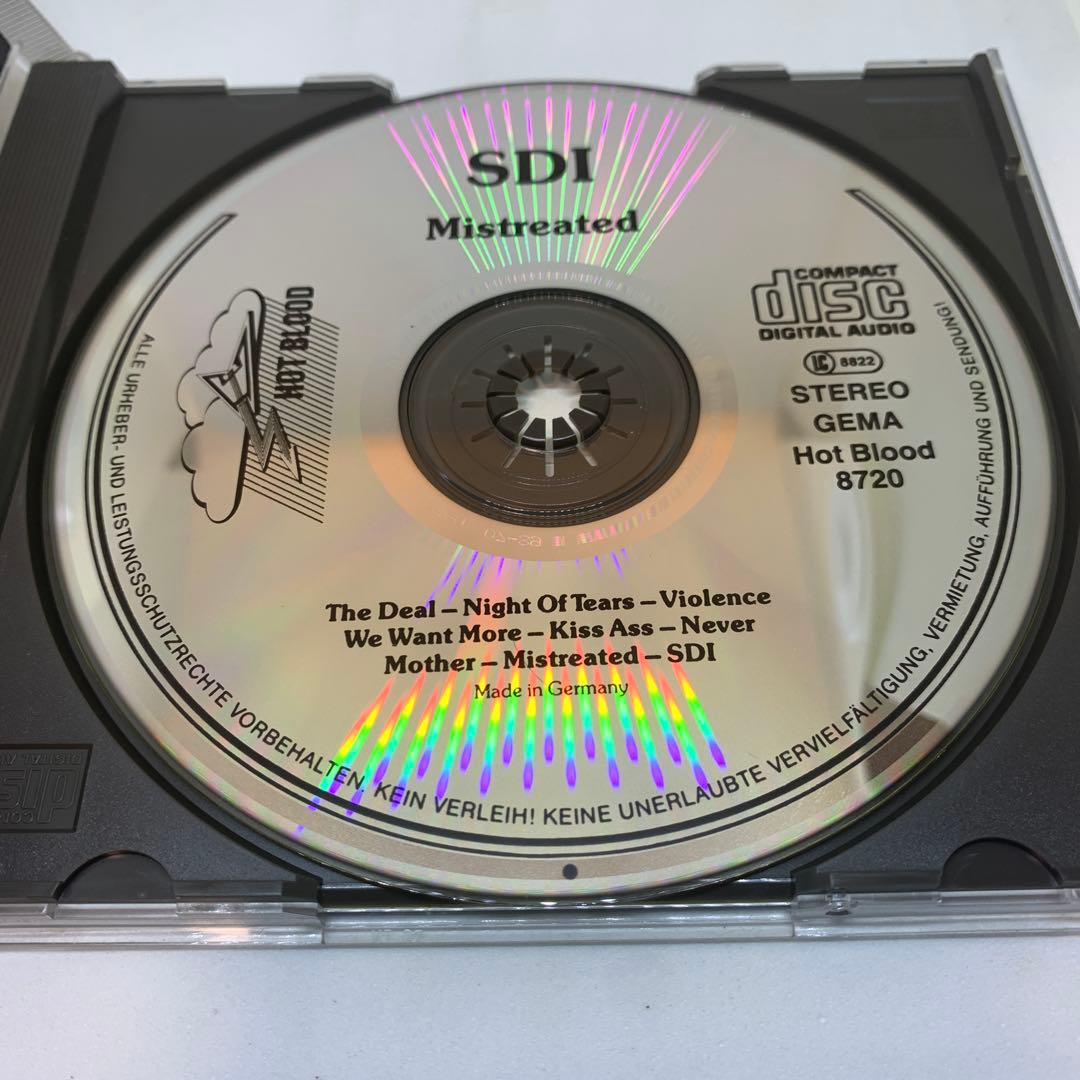 SDI
Mistreated
HOT BLOOD
COMPACT
disc
DIGITAL AUDIO
LC 8822
STEREO
GEMA
Hot Blood
8720
The Deal – Night Of Tears – Violence
We Want More – Kiss Ass – Never
Mother – Mistreated – SDI
Made in Germany
ALLE URHEBER- UND LEISTUNGSSCHUTZRECHTE VORBEHALTEN. KEIN VERLEIH! KEINE UNERLAUBTE VERVIELFÄLTIGUNG, VERMIETUNG, AUFFÜHRUNG UND SENDUNG!